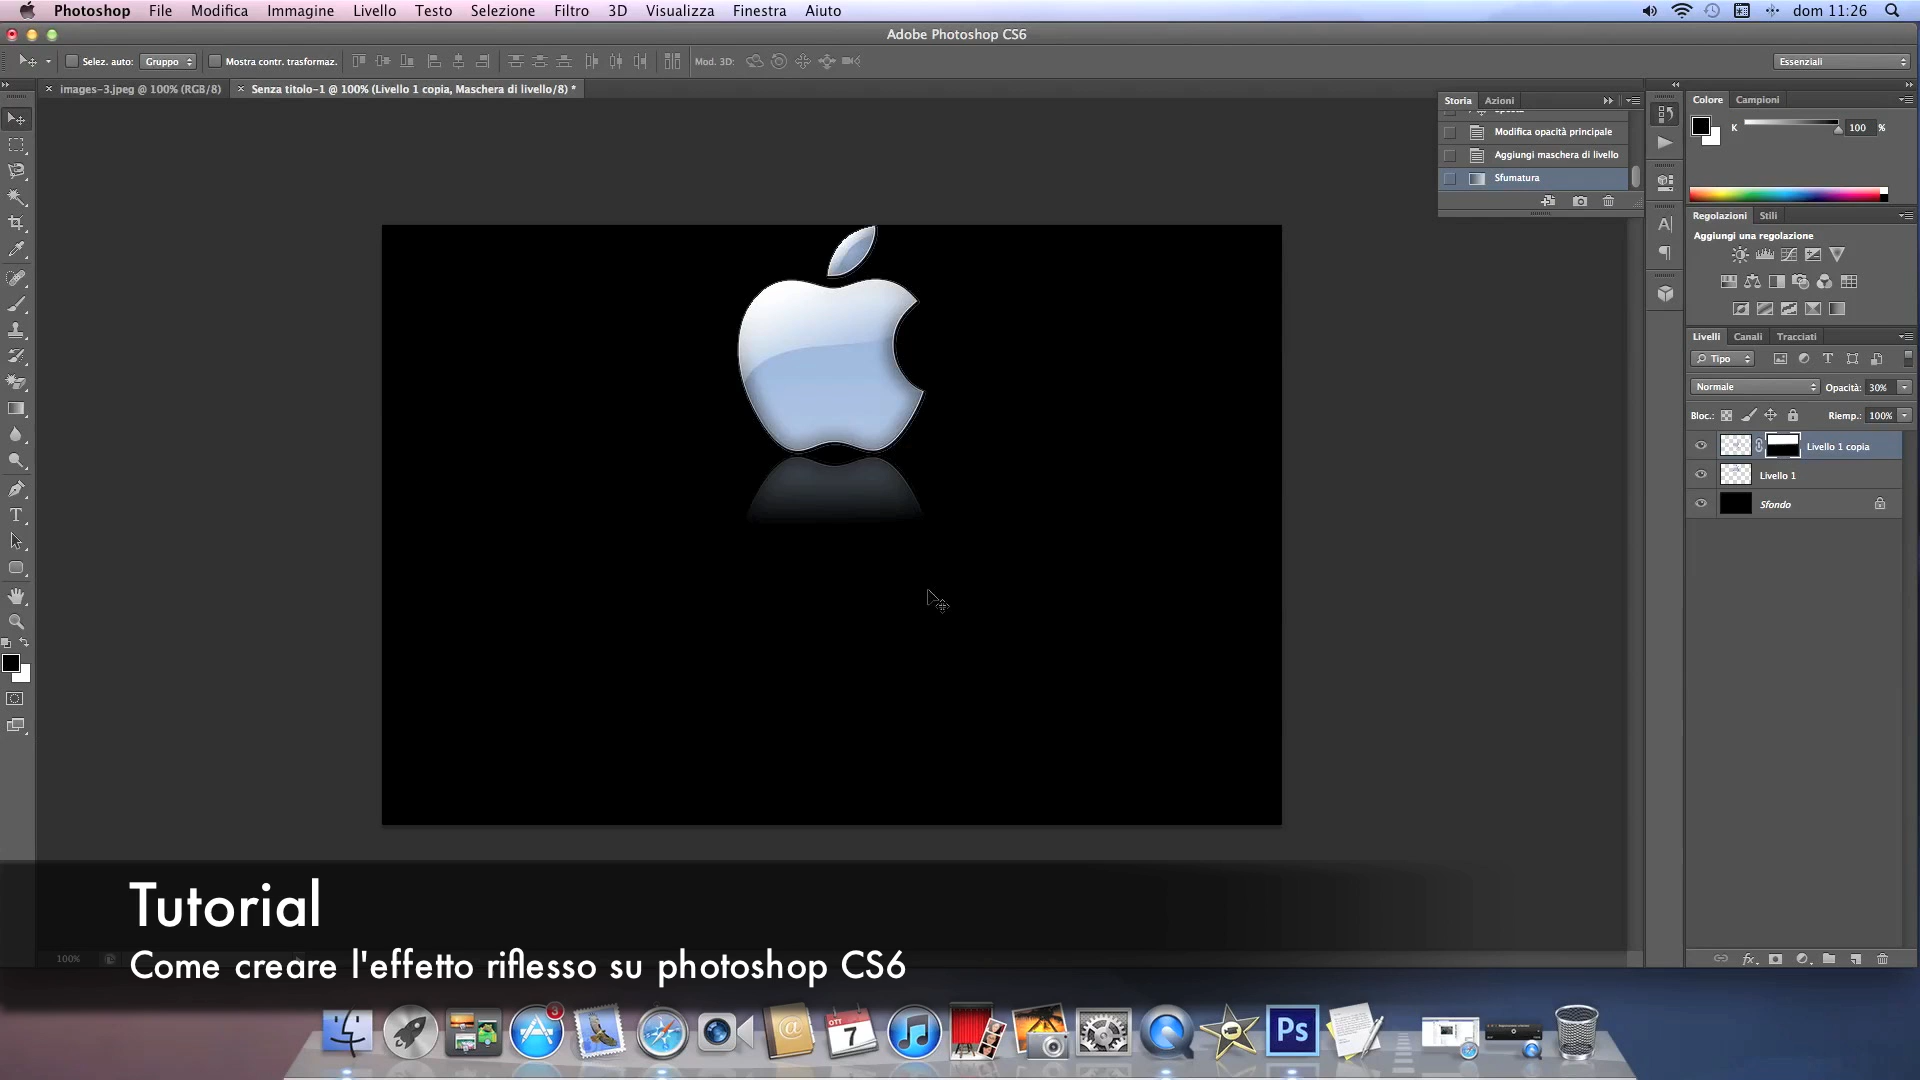 Photoshop File Modifica Immagine Livello Testo Selezione Filtro 3D Visualizza Finestra Aiuto dom 11:26
Adobe Photoshop CS6
Selez. auto: Gruppo Mostra contr. trasformaz. Mod. 3D: Essenziali
images-3.jpeg @ 100% (RGB/8) Senza titolo-1 @ 100% (Livello 1 copia, Maschera di livello/8) *
Storia Azioni
Modifica opacità principale
Aggiungi maschera di livello
Sfumatura
Colore Campioni
K 100 %
Regolazioni Stili
Aggiungi una regolazione
Livelli Canali Tracciati
Tipo
Normale Opacità: 30%
Bloc.: Riemp.: 100%
Livello 1 copia
Livello 1
Sfondo
Tutorial
100%
Come creare l'effetto riflesso su photoshop CS6
3
OTT
7
Ps